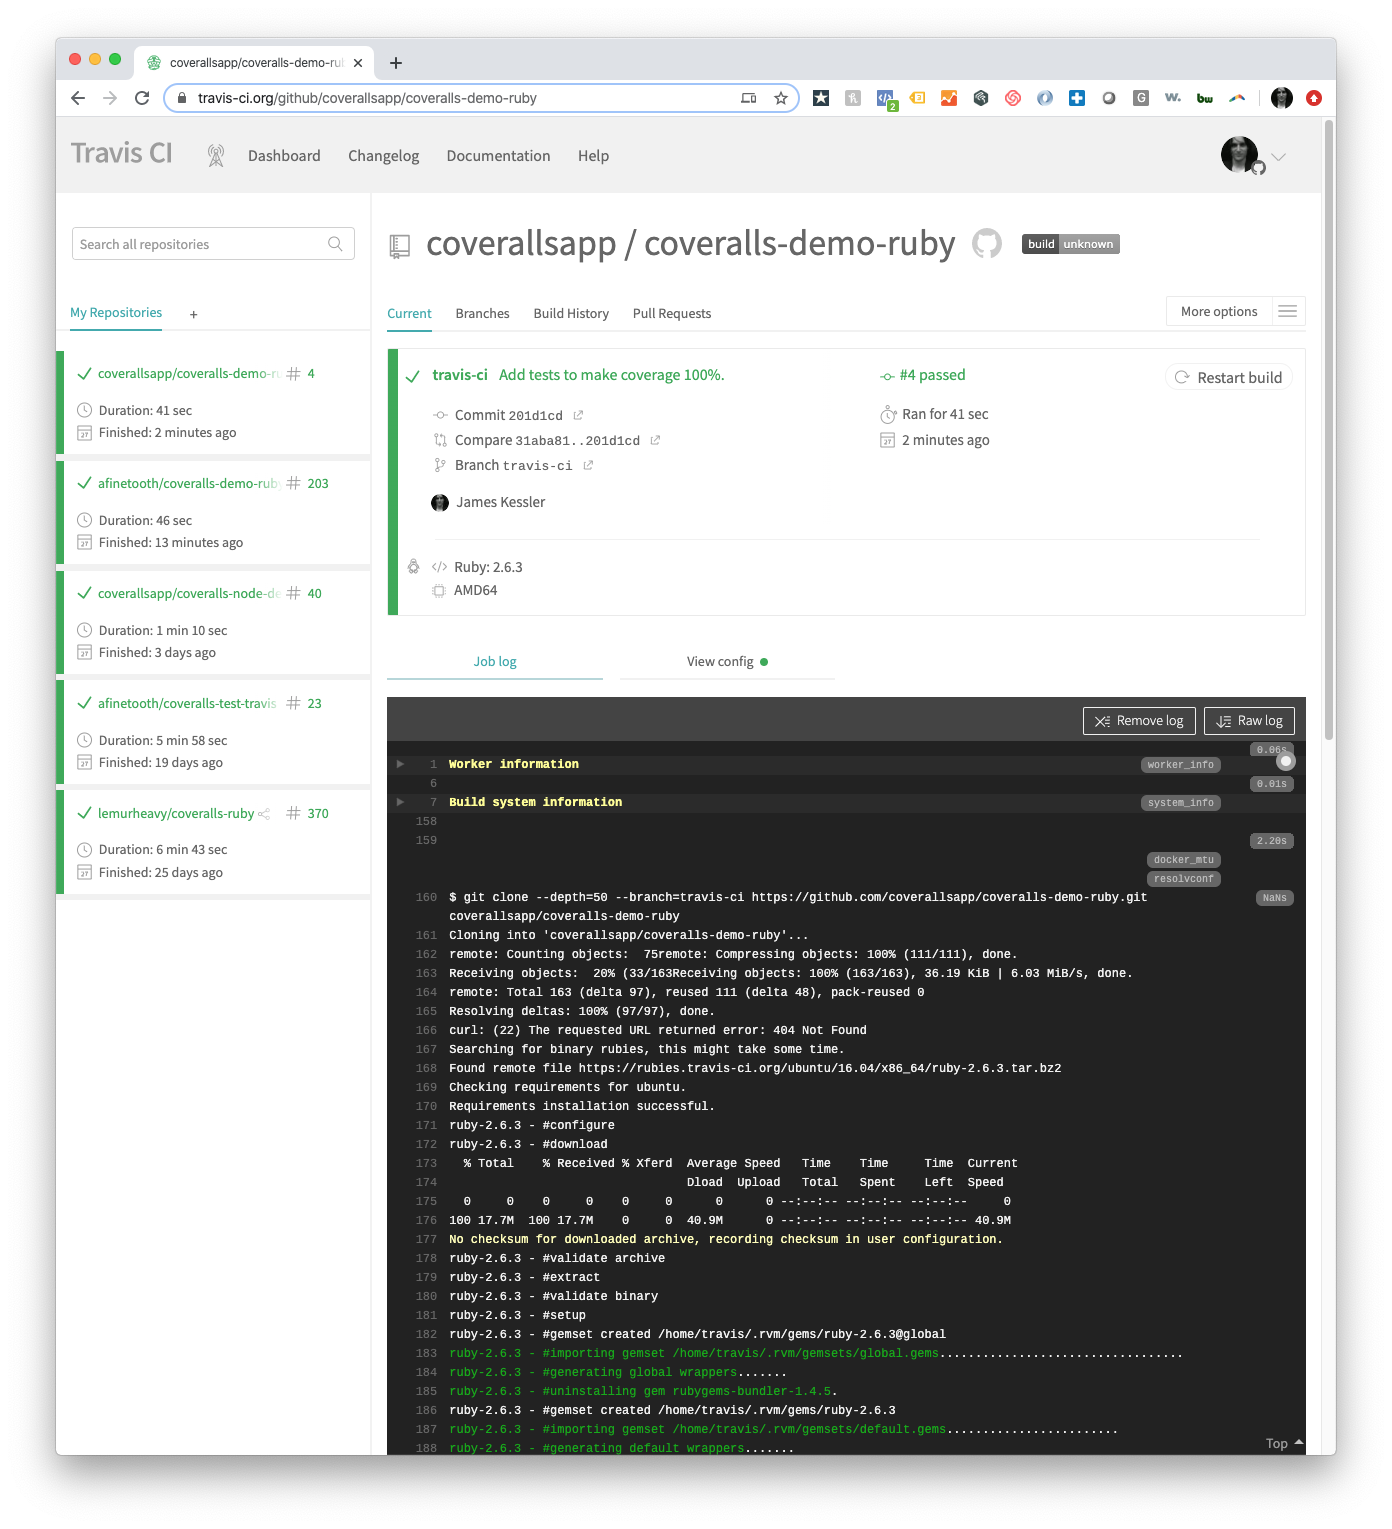 coverallsapp/coveralls-demo-rub
travis-ci.org/github/coverallsapp/coveralls-demo-ruby
2
3
G
w.
bw
Travis CI
Dashboard
Changelog
Documentation
Help
Search all repositories
My Repositories +
coverallsapp/coveralls-demo-ru # 4
Duration: 41 sec
27 Finished: 2 minutes ago
afinetooth/coveralls-demo-ruby # 203
Duration: 46 sec
27 Finished: 13 minutes ago
coverallsapp/coveralls-node-de # 40
Duration: 1 min 10 sec
27 Finished: 3 days ago
afinetooth/coveralls-test-travis # 23
Duration: 5 min 58 sec
27 Finished: 19 days ago
lemurheavy/coveralls-ruby # 370
Duration: 6 min 43 sec
27 Finished: 25 days ago
coverallsapp / coveralls-demo-ruby
build unknown
Current
Branches
Build History
Pull Requests
More options
travis-ci Add tests to make coverage 100%.
Commit 201d1cd
Compare 31aba81..201d1cd
Branch travis-ci
James Kessler
#4 passed
Ran for 41 sec
27 2 minutes ago
Restart build
</> Ruby: 2.6.3
AMD64
Job log
View config
Remove log
Raw log
0.06s
1 Worker information worker_info
6 0.01s
7 Build system information system_info
158
159 2.20s
docker_mtu
resolvconf
160 $ git clone --depth=50 --branch=travis-ci https://github.com/coverallsapp/coveralls-demo-ruby.git NaNs
coverallsapp/coveralls-demo-ruby
161 Cloning into 'coverallsapp/coveralls-demo-ruby'...
162 remote: Counting objects:  75remote: Compressing objects: 100% (111/111), done.
163 Receiving objects:  20% (33/163Receiving objects: 100% (163/163), 36.19 KiB | 6.03 MiB/s, done.
164 remote: Total 163 (delta 97), reused 111 (delta 48), pack-reused 0
165 Resolving deltas: 100% (97/97), done.
166 curl: (22) The requested URL returned error: 404 Not Found
167 Searching for binary rubies, this might take some time.
168 Found remote file https://rubies.travis-ci.org/ubuntu/16.04/x86_64/ruby-2.6.3.tar.bz2
169 Checking requirements for ubuntu.
170 Requirements installation successful.
171 ruby-2.6.3 - #configure
172 ruby-2.6.3 - #download
173 % Total % Received % Xferd Average Speed Time Time Time Current
174 Dload Upload Total Spent Left Speed
175 0 0 0 0 0 0 0 0 --:--:-- --:--:-- --:--:-- 0
176 100 17.7M 100 17.7M 0 0 40.9M 0 --:--:-- --:--:-- --:--:-- 40.9M
177 No checksum for downloaded archive, recording checksum in user configuration.
178 ruby-2.6.3 - #validate archive
179 ruby-2.6.3 - #extract
180 ruby-2.6.3 - #validate binary
181 ruby-2.6.3 - #setup
182 ruby-2.6.3 - #gemset created /home/travis/.rvm/gems/ruby-2.6.3@global
183 ruby-2.6.3 - #importing gemset /home/travis/.rvm/gemsets/global.gems..................................
184 ruby-2.6.3 - #generating global wrappers.......
185 ruby-2.6.3 - #uninstalling gem rubygems-bundler-1.4.5.
186 ruby-2.6.3 - #gemset created /home/travis/.rvm/gems/ruby-2.6.3
187 ruby-2.6.3 - #importing gemset /home/travis/.rvm/gemsets/default.gems........................
188 ruby-2.6.3 - #generating default wrappers.......
Top